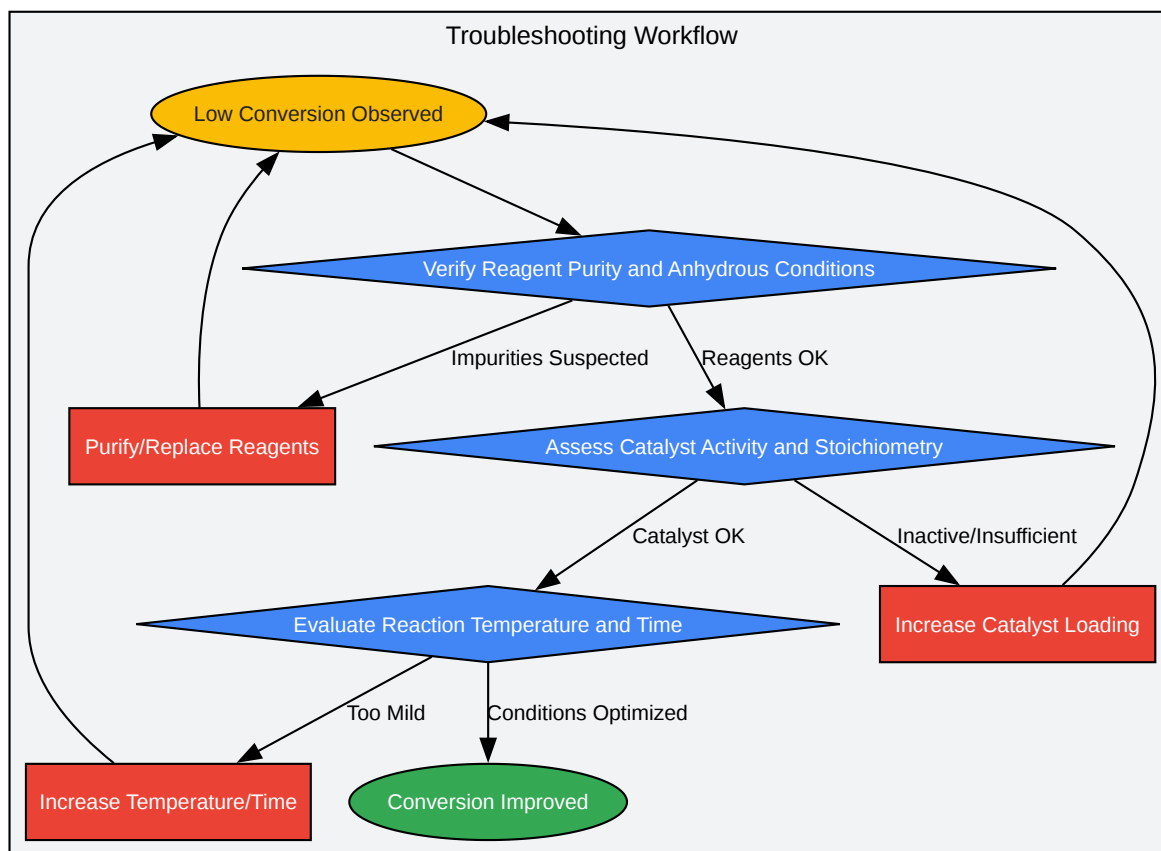 Troubleshooting Workflow
Low Conversion Observed
Verify Reagent Purity and Anhydrous Conditions
Impurities Suspected
Reagents OK
Purify/Replace Reagents
Assess Catalyst Activity and Stoichiometry
Catalyst OK
Inactive/Insufficient
Evaluate Reaction Temperature and Time
Increase Catalyst Loading
Too Mild
Conditions Optimized
Increase Temperature/Time
Conversion Improved